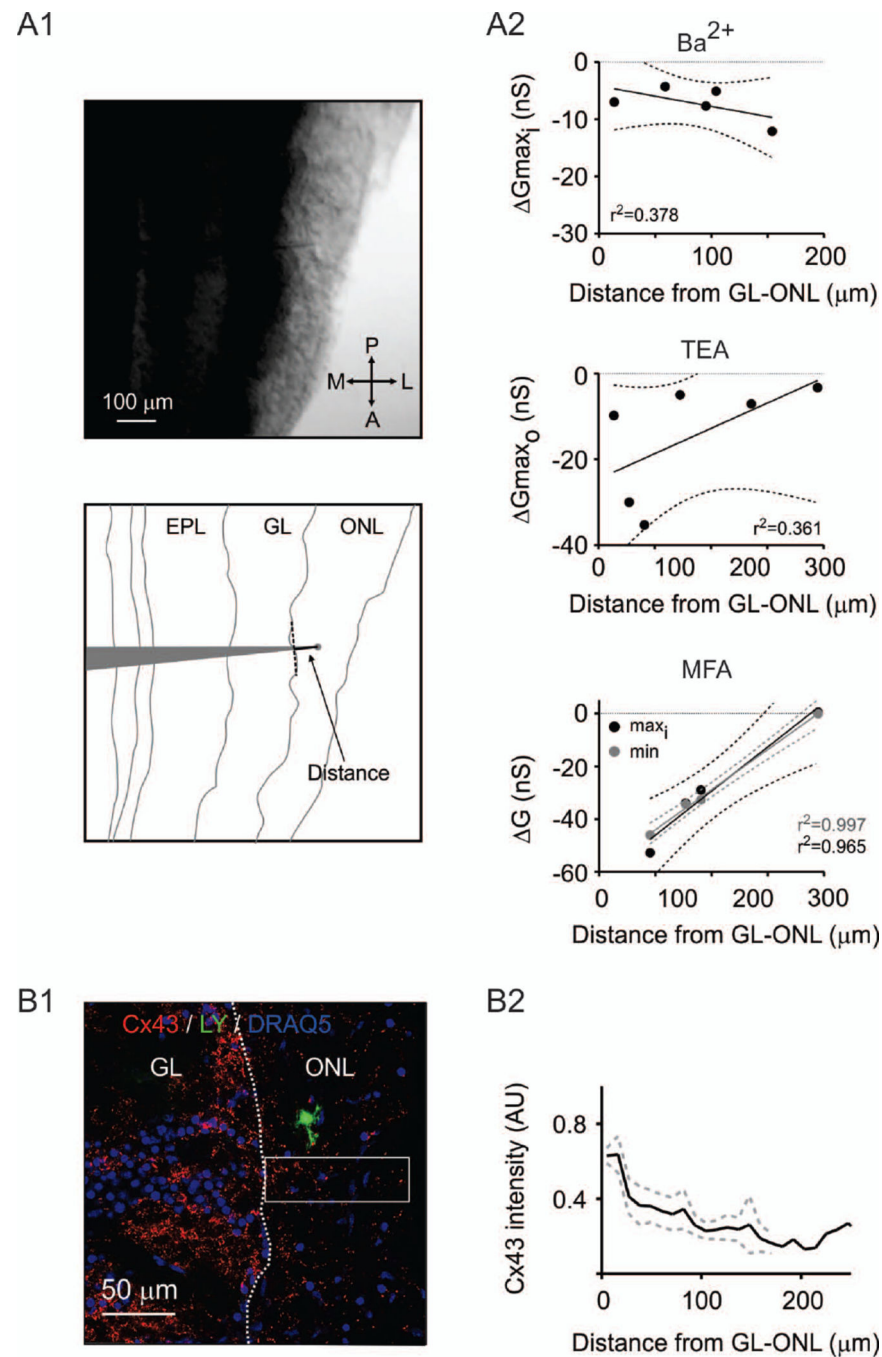 A1
P
M L
A
100 μm
EPL GL ONL
Distance
A2
Ba2+
ΔGmaxi (nS)
0
-10
-20
-30
r2=0.378
0 100 200
Distance from GL-ONL (μm)
TEA
ΔGmaxo (nS)
0
-20
-40
r2=0.361
0 100 200 300
Distance from GL-ONL (μm)
MFA
ΔG (nS)
0
-20
-40
-60
maxi
min
r2=0.997
r2=0.965
0 100 200 300
Distance from GL-ONL (μm)
B1
Cx43 / LY / DRAQ5
GL ONL
50 μm
B2
Cx43 intensity (AU)
0.8
0.4
0 100 200
Distance from GL-ONL (μm)